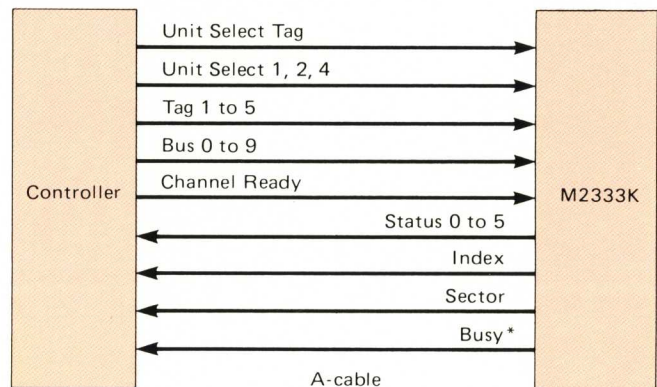 Unit Select Tag
Unit Select 1, 2, 4
Tag 1 to 5
Bus 0 to 9
Channel Ready
Controller
M2333K
Status 0 to 5
Index
Sector
Busy*
A-cable